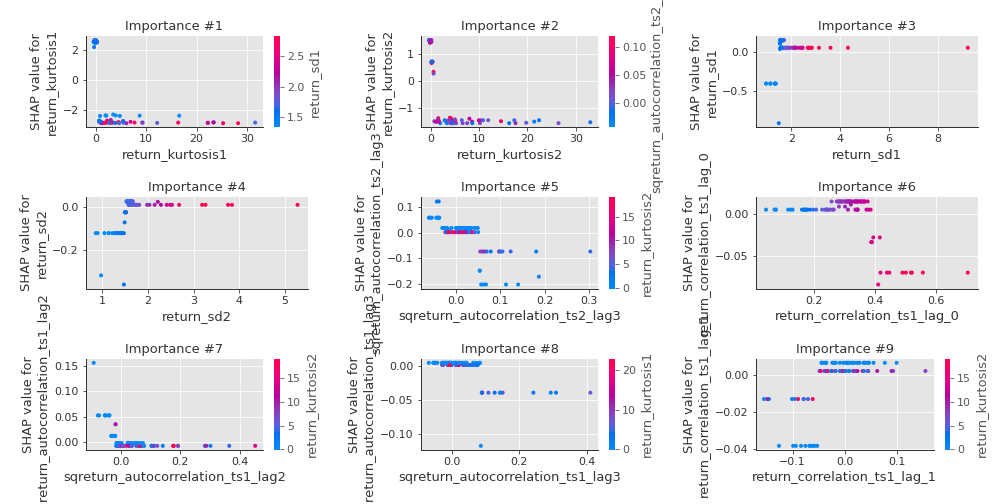 Importance #1
SHAP value for
return_kurtosis1
2
0
−2
0
10
20
30
return_kurtosis1
2.5
2.0
1.5
return_sd1
Importance #2
SHAP value for
return_kurtosis2
1
0
−1
0
10
20
30
return_kurtosis2
0.10
0.05
0.00
sqreturn_autocorrelation_ts2_lag3
Importance #3
SHAP value for
return_sd1
0.0
−0.5
2
4
6
8
return_sd1
Importance #4
SHAP value for
return_sd2
0.0
−0.2
1
2
3
4
5
return_sd2
Importance #5
SHAP value for
sqreturn_autocorrelation_ts2_lag3
0.1
0.0
−0.1
−0.2
0.0
0.1
0.2
0.3
sqreturn_autocorrelation_ts2_lag3
15
10
5
0
return_kurtosis2
Importance #6
SHAP value for
return_correlation_ts1_lag_0
0.00
−0.05
0.2
0.4
0.6
return_correlation_ts1_lag_0
Importance #7
SHAP value for
sqreturn_autocorrelation_ts1_lag2
0.15
0.10
0.05
0.00
0.0
0.2
0.4
sqreturn_autocorrelation_ts1_lag2
15
10
5
0
return_kurtosis2
Importance #8
SHAP value for
sqreturn_autocorrelation_ts1_lag3
0.00
−0.05
−0.10
0.0
0.2
0.4
sqreturn_autocorrelation_ts1_lag3
20
10
0
return_kurtosis1
Importance #9
SHAP value for
return_correlation_ts1_lag_1
0.00
−0.02
−0.04
−0.1
0.0
0.1
return_correlation_ts1_lag_1
15
10
5
0
return_kurtosis2